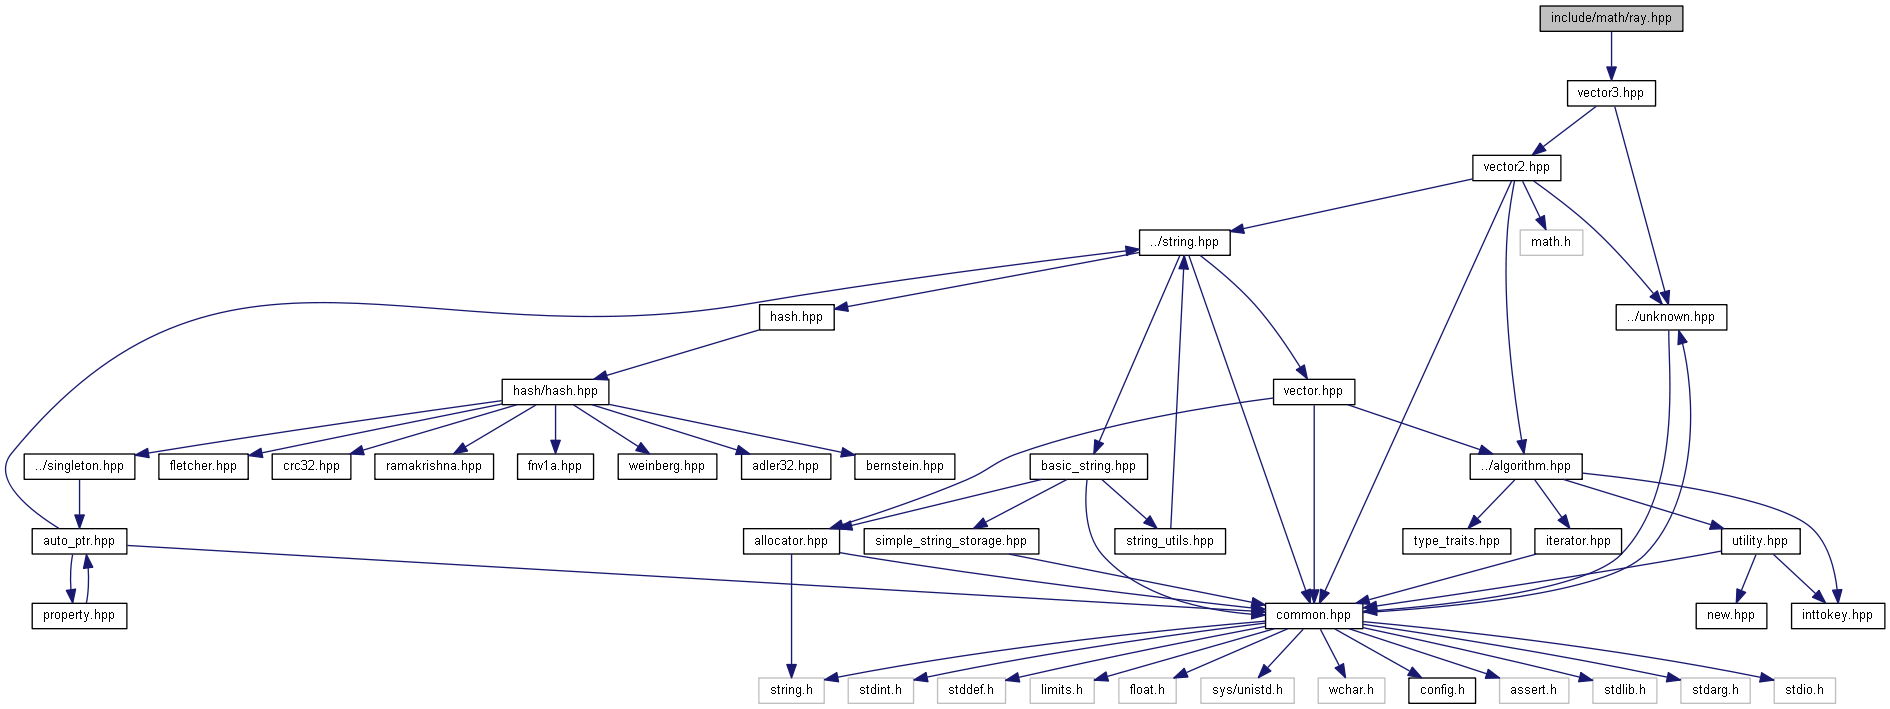 include/math/ray.hpp
vector3.hpp
vector2.hpp
../string.hpp
math.h
hash.hpp
../unknown.hpp
hash/hash.hpp
vector.hpp
../singleton.hpp
fletcher.hpp
crc32.hpp
ramakrishna.hpp
fnv1a.hpp
weinberg.hpp
adler32.hpp
bernstein.hpp
basic_string.hpp
../algorithm.hpp
auto_ptr.hpp
allocator.hpp
simple_string_storage.hpp
string_utils.hpp
type_traits.hpp
iterator.hpp
utility.hpp
property.hpp
common.hpp
new.hpp
inttokey.hpp
string.h
stdint.h
stddef.h
limits.h
float.h
sys/unistd.h
wchar.h
config.h
assert.h
stdlib.h
stdarg.h
stdio.h